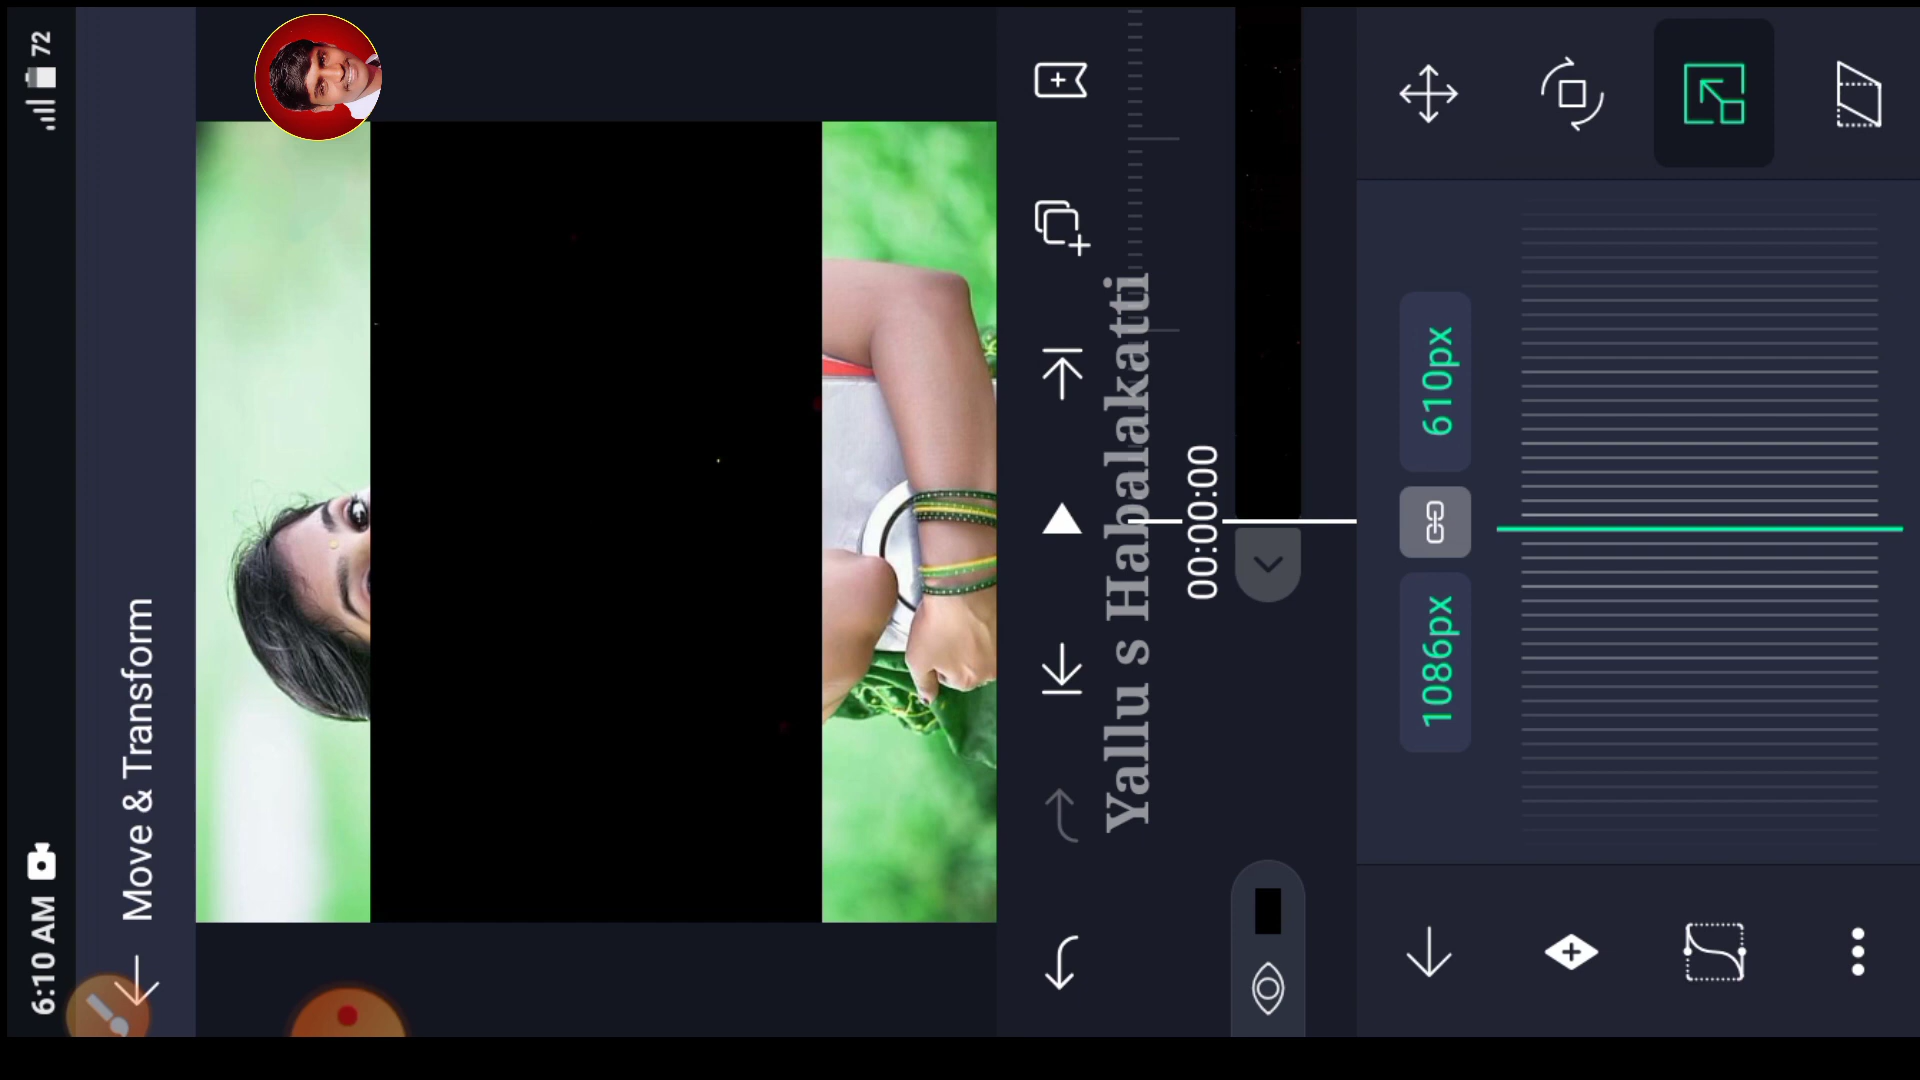 6:10 AM
72
Move & Transform
Yallu s Habalakatti
00:00:00
1086px
610px